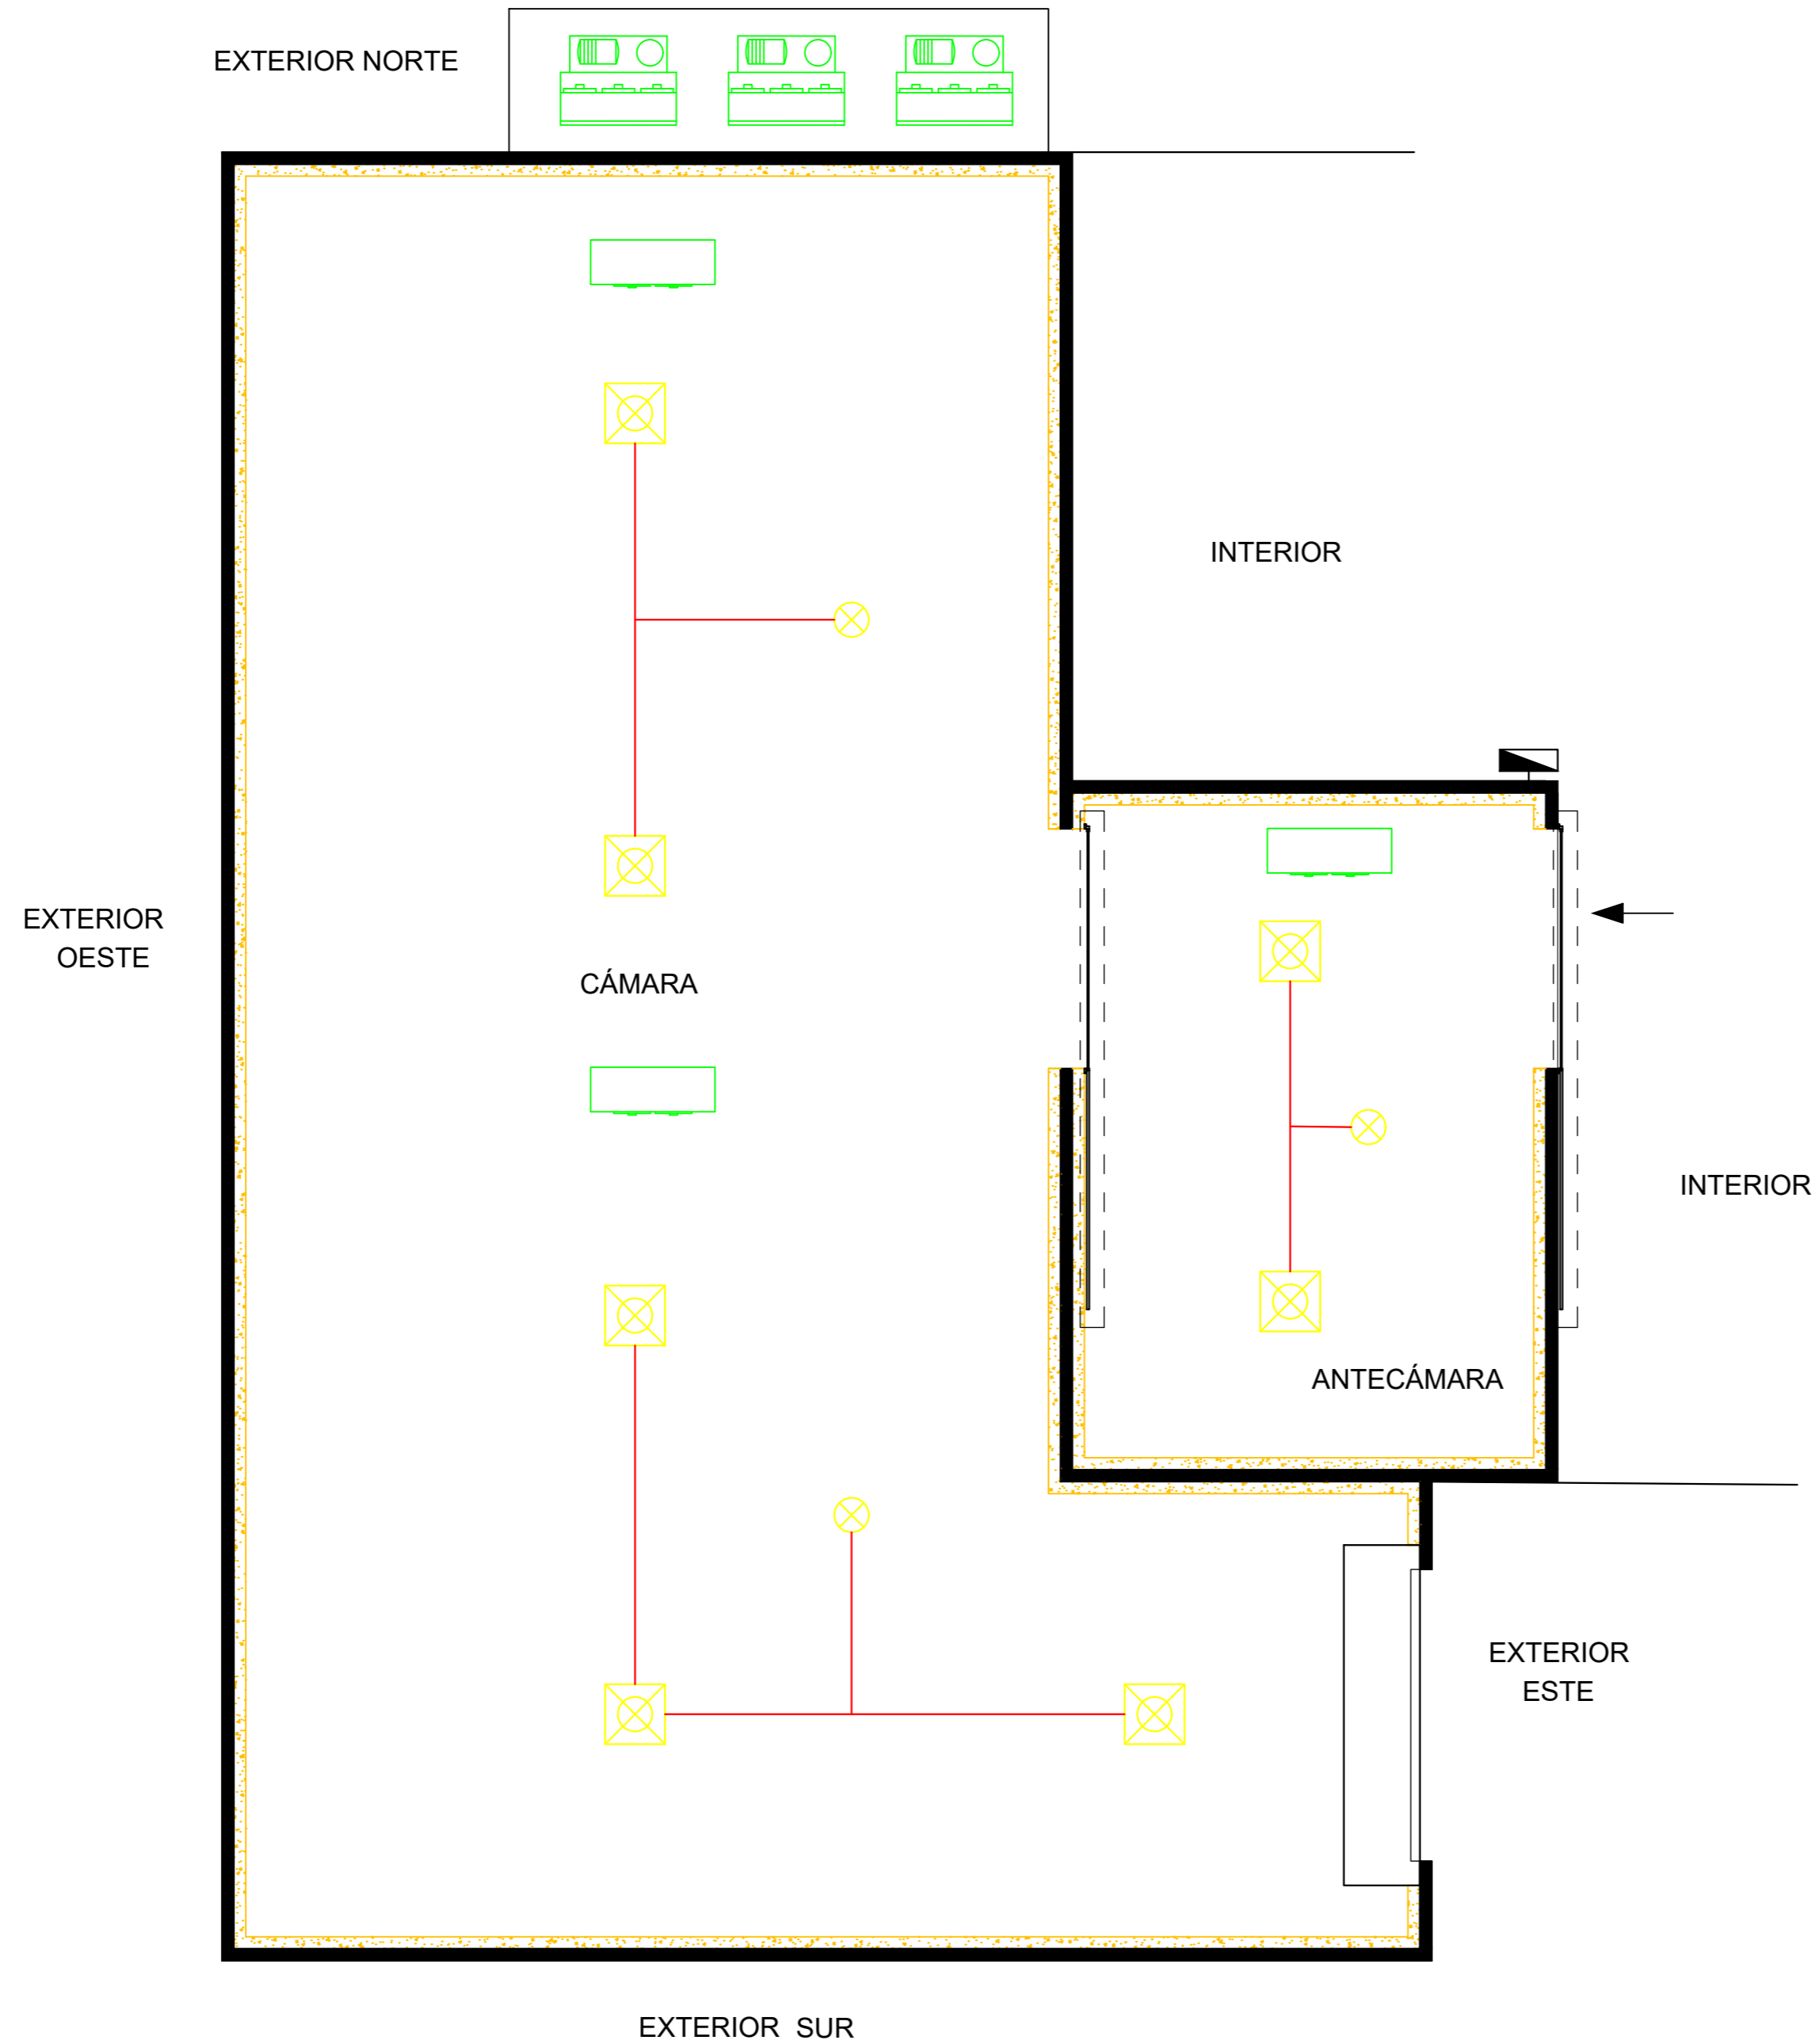 EXTERIOR NORTE
INTERIOR
EXTERIOR
OESTE
CÁMARA
INTERIOR
ANTECÁMARA
EXTERIOR
ESTE
EXTERIOR SUR